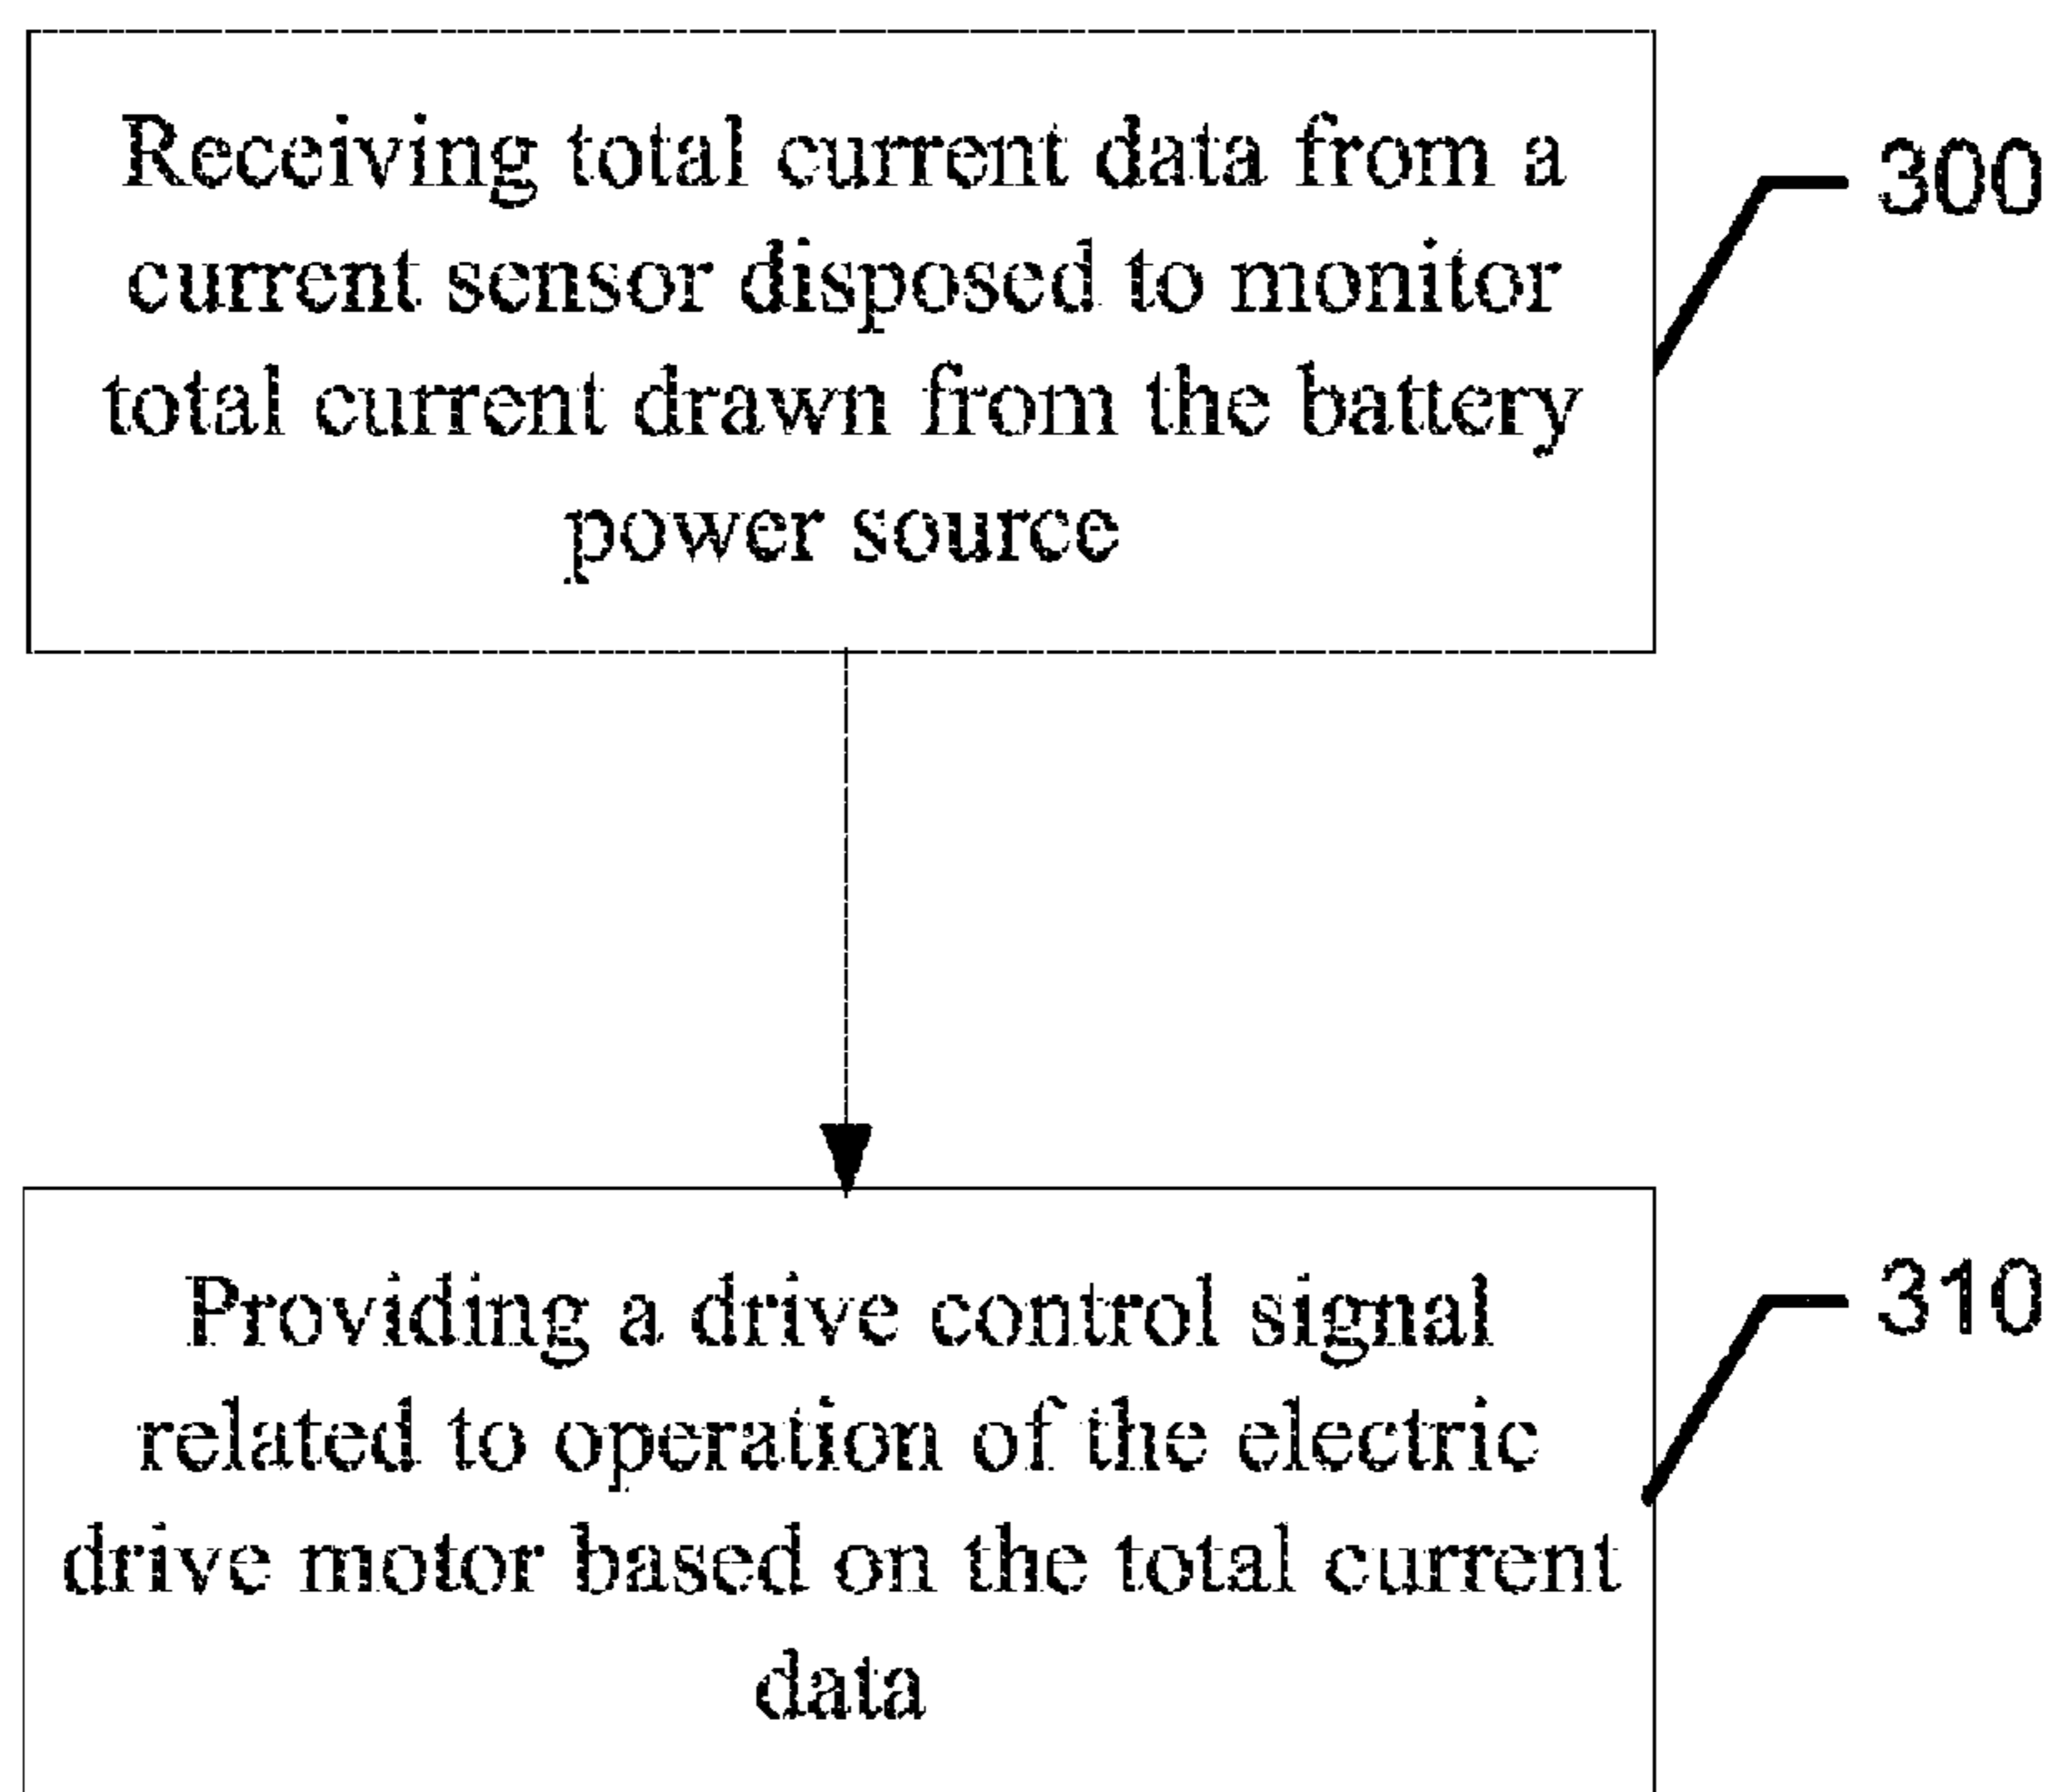 Receiving total current data from a
current sensor disposed to monitor
total current drawn from the battery
power source
300
Providing a drive control signal
related to operation of the electric
drive motor based on the total current
data
310